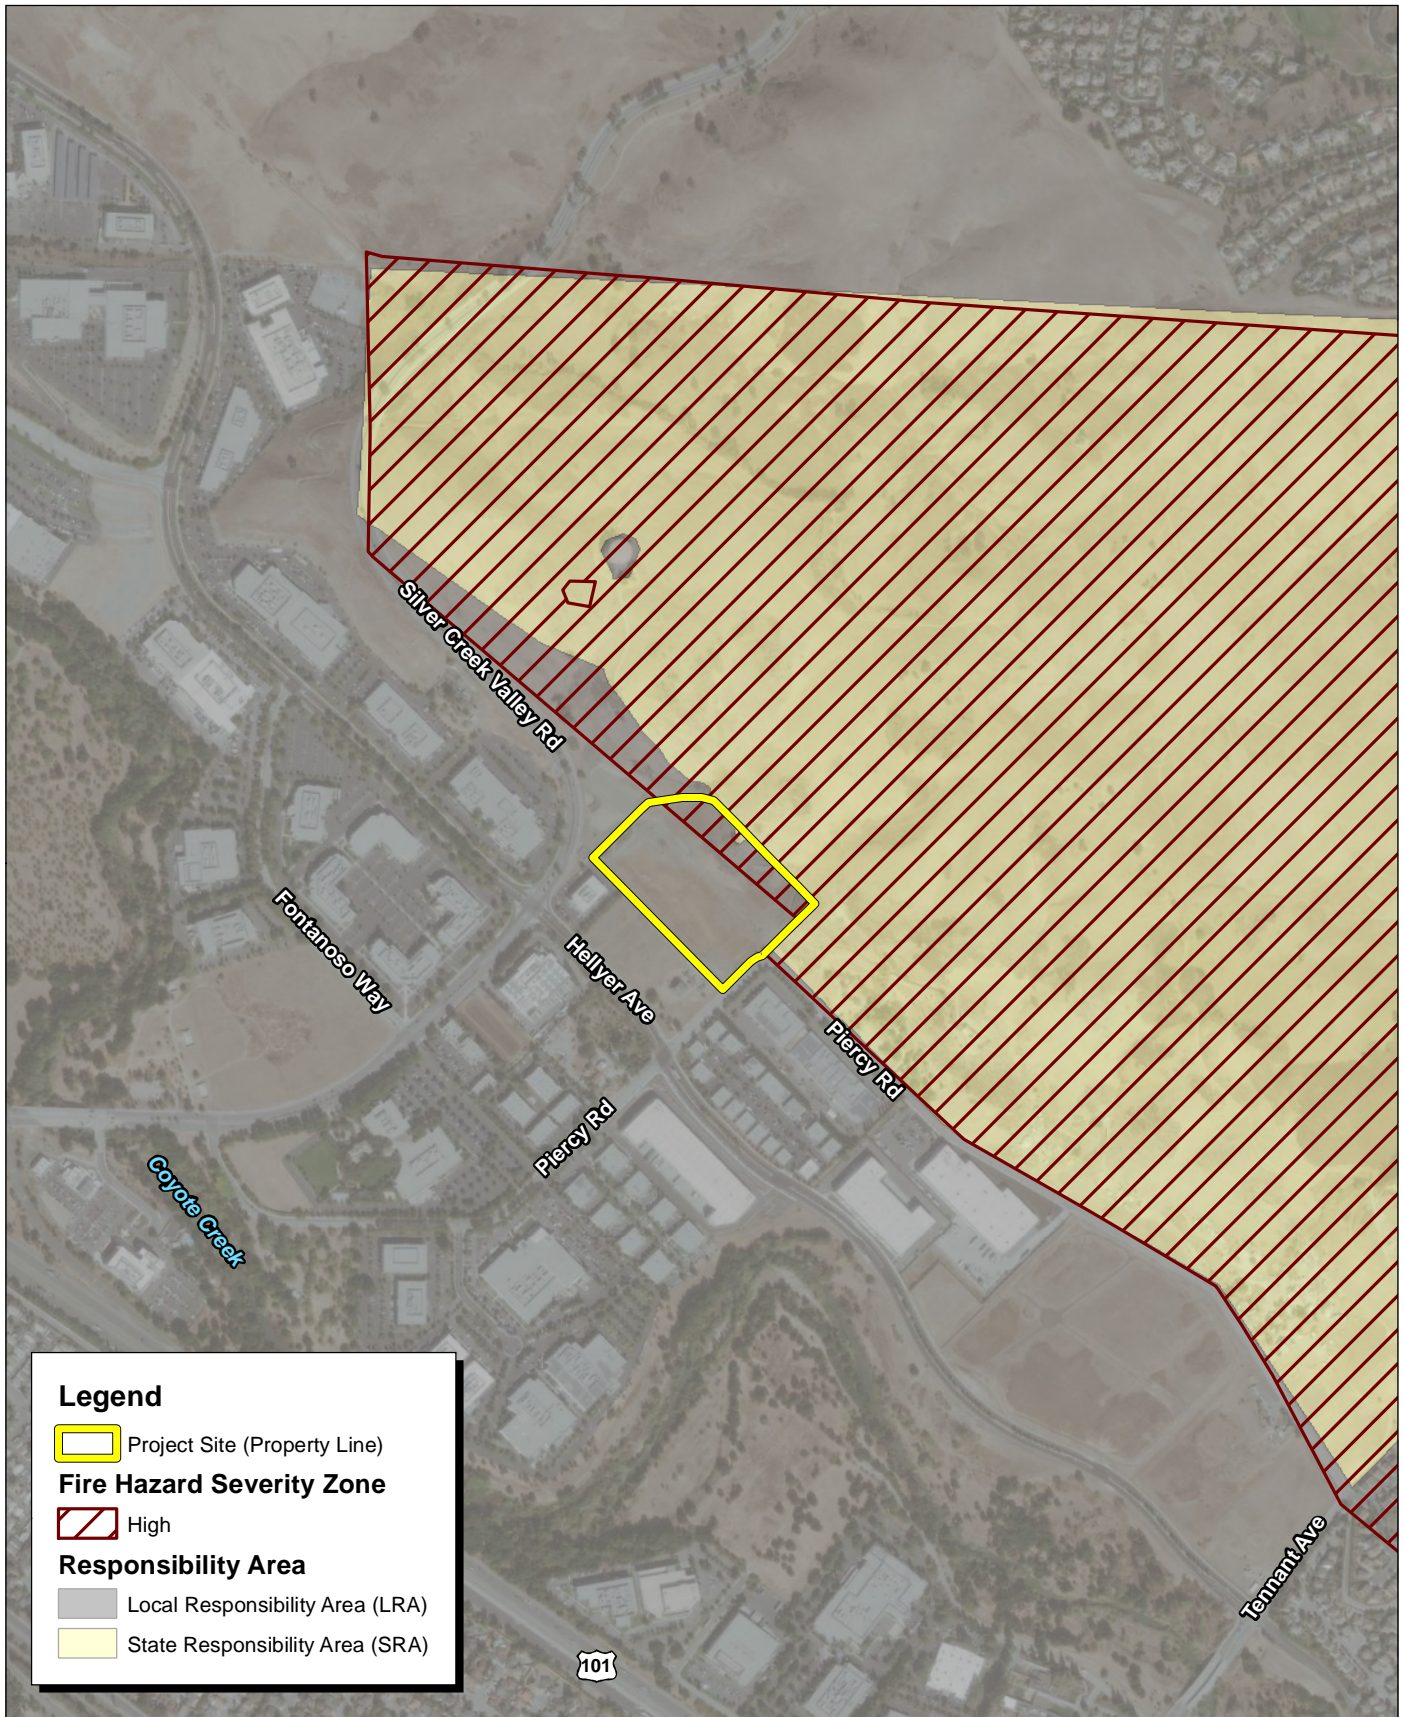 Silver Creek Valley Rd
Fontanoso Way
Hellyer Ave
Piercy Rd
Piercy Rd
Coyote Creek
Tennant Ave
101
Legend
Project Site (Property Line)
Fire Hazard Severity Zone
High
Responsibility Area
Local Responsibility Area (LRA)
State Responsibility Area (SRA)